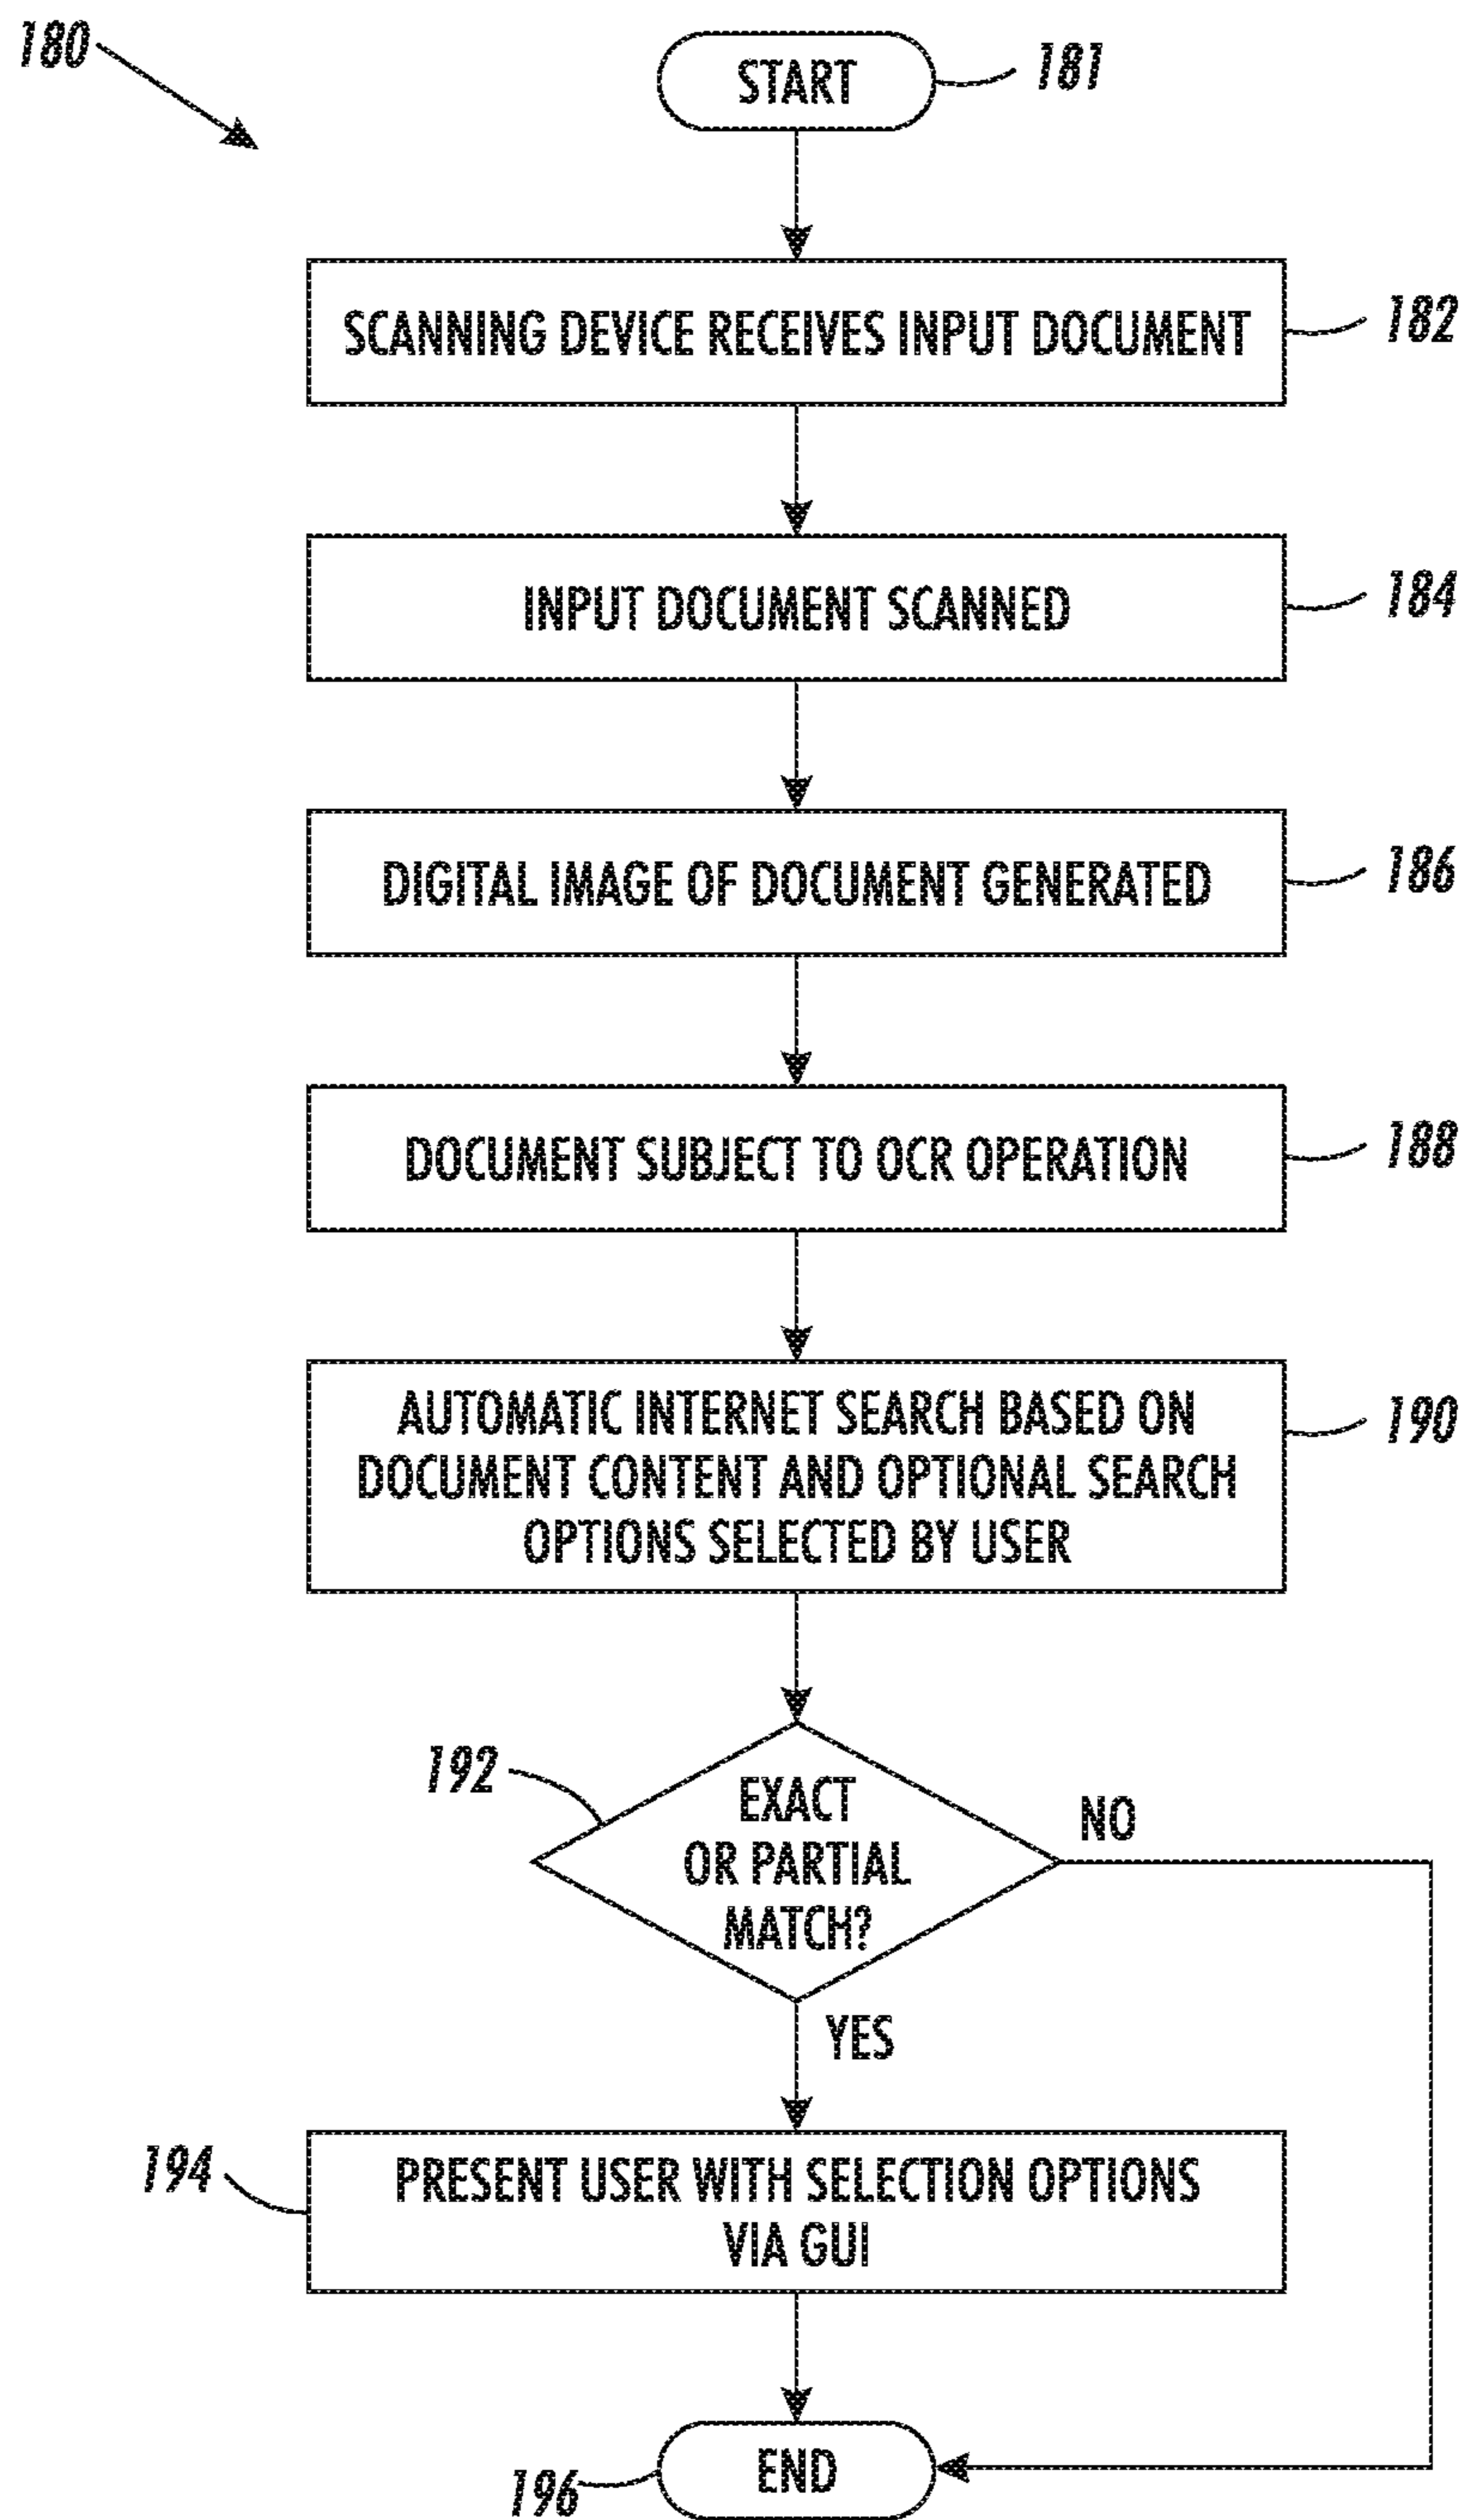 180
START
181
SCANNING DEVICE RECEIVES INPUT DOCUMENT
182
INPUT DOCUMENT SCANNED
184
DIGITAL IMAGE OF DOCUMENT GENERATED
186
DOCUMENT SUBJECT TO OCR OPERATION
188
AUTOMATIC INTERNET SEARCH BASED ON
DOCUMENT CONTENT AND OPTIONAL SEARCH
OPTIONS SELECTED BY USER
190
192
EXACT
OR PARTIAL
MATCH?
NO
YES
194
PRESENT USER WITH SELECTION OPTIONS
VIA GUI
END
196